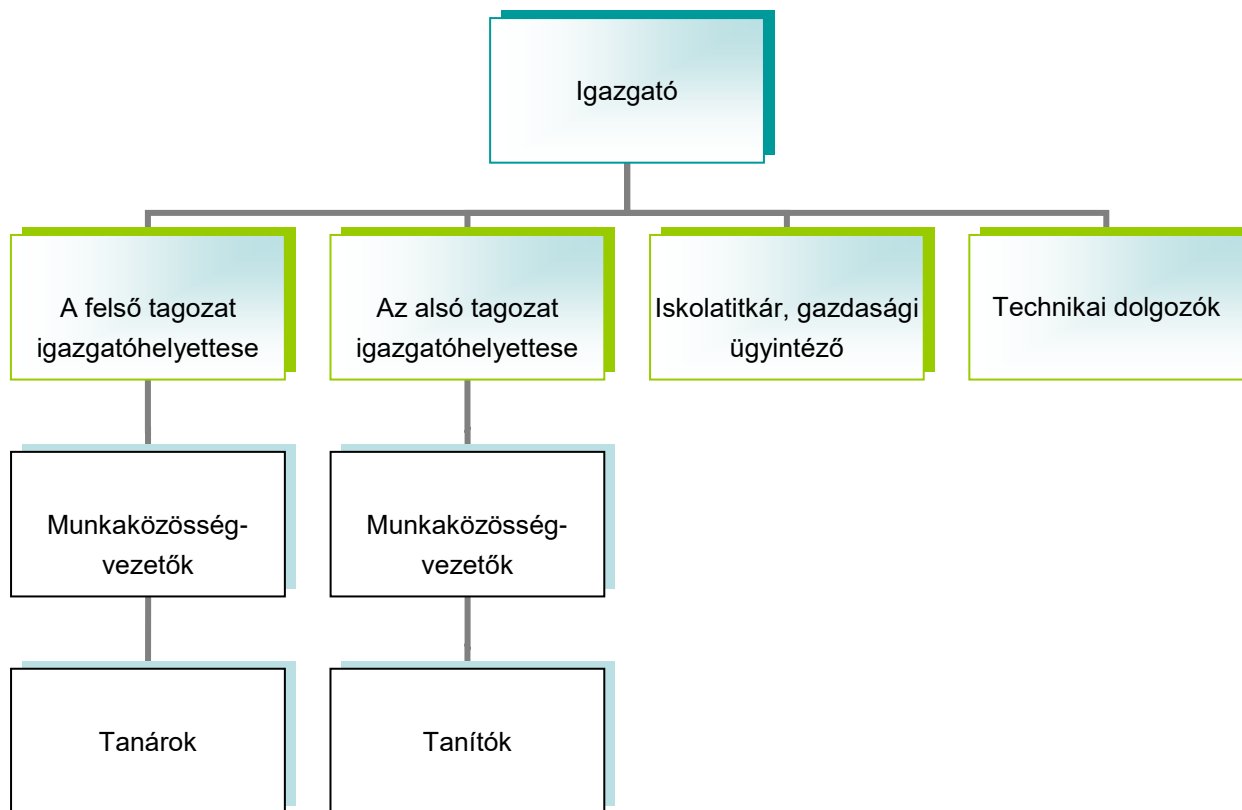 Igazgató
A felső tagozat
igazgatóhelyettese
Az alsó tagozat
igazgatóhelyettese
Iskolatitkár, gazdasági
ügyintéző
Technikai dolgozók
Munkaközösség-
vezetők
Munkaközösség-
vezetők
Tanárok
Tanítók